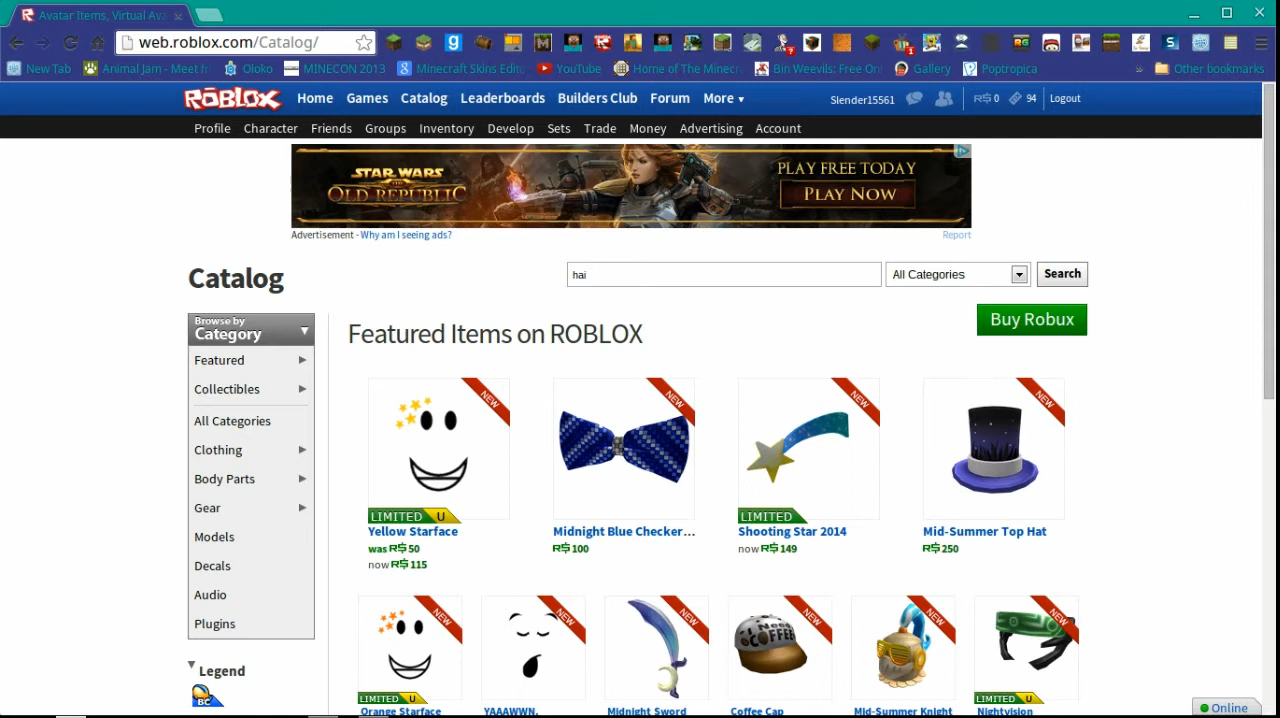 Avatar Items, Virtual Ava
web.roblox.com/Catalog/
New Tab Animal Jam - Meet fr Oloko MINECON 2013 Minecraft Skins Edit YouTube Home of The Minecr Bin Weevils: Free Onl Gallery Poptropica » Other bookmarks
ROBLOX Home Games Catalog Leaderboards Builders Club Forum More Slender15561 R$ 0 94 Logout
Profile Character Friends Groups Inventory Develop Sets Trade Money Advertising Account
STAR WARS
THE OLD REPUBLIC
PLAY FREE TODAY
PLAY NOW
Advertisement - Why am I seeing ads? Report
Catalog hai All Categories Search
Buy Robux
Browse by
Category
Featured
Collectibles
All Categories
Clothing
Body Parts
Gear
Models
Decals
Audio
Plugins
Legend
BC
Featured Items on ROBLOX
NEW NEW NEW NEW
LIMITED U LIMITED
Yellow Starface Midnight Blue Checker... Shooting Star 2014 Mid-Summer Top Hat
was R$ 50 R$ 100 now R$ 149 R$ 250
now R$ 115
NEW NEW NEW NEW NEW NEW
I Need COFFEE
LIMITED U LIMITED U
Orange Starface YAAAWWN. Midnight Sword Coffee Cap Mid-Summer Knight Nightvision
Online